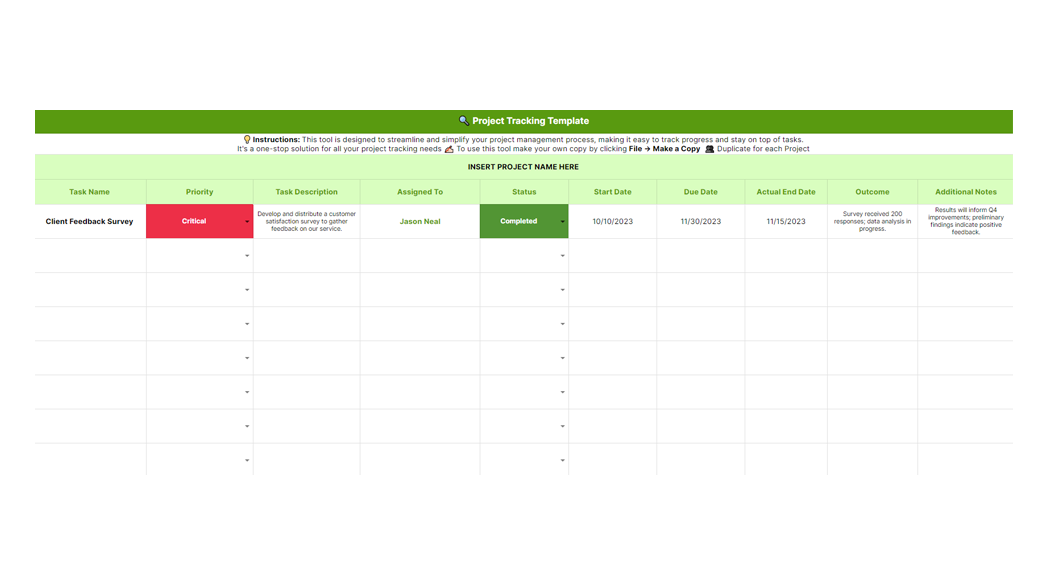 🔍 Project Tracking Template
💡 Instructions: This tool is designed to streamline and simplify your project management process, making it easy to track progress and stay on top of tasks.
It's a one-stop solution for all your project tracking needs ✍ To use this tool make your own copy by clicking File → Make a Copy Duplicate for each Project
INSERT PROJECT NAME HERE
Task Name Priority Task Description Assigned To Status Start Date Due Date Actual End Date Outcome Additional Notes
Client Feedback Survey
Critical
Develop and distribute a customer
satisfaction survey to gather
feedback on our service.
Jason Neal
Completed
10/10/2023
11/30/2023
11/15/2023
Survey received 200
responses; data analysis in
progress.
Results will inform Q4
improvements; preliminary
findings indicate positive
feedback.